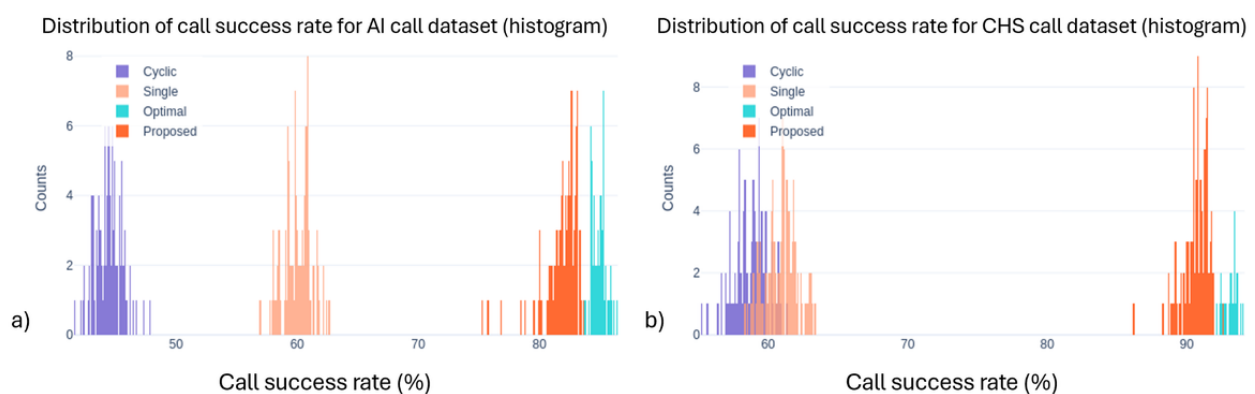 Distribution of call success rate for AI call dataset (histogram)
8
6
4
2
0
Counts
Cyclic
Single
Optimal
Proposed
50 60 70 80
a)
Call success rate (%)
Distribution of call success rate for CHS call dataset (histogram)
8
6
4
2
0
Counts
Cyclic
Single
Optimal
Proposed
60 70 80 90
b)
Call success rate (%)